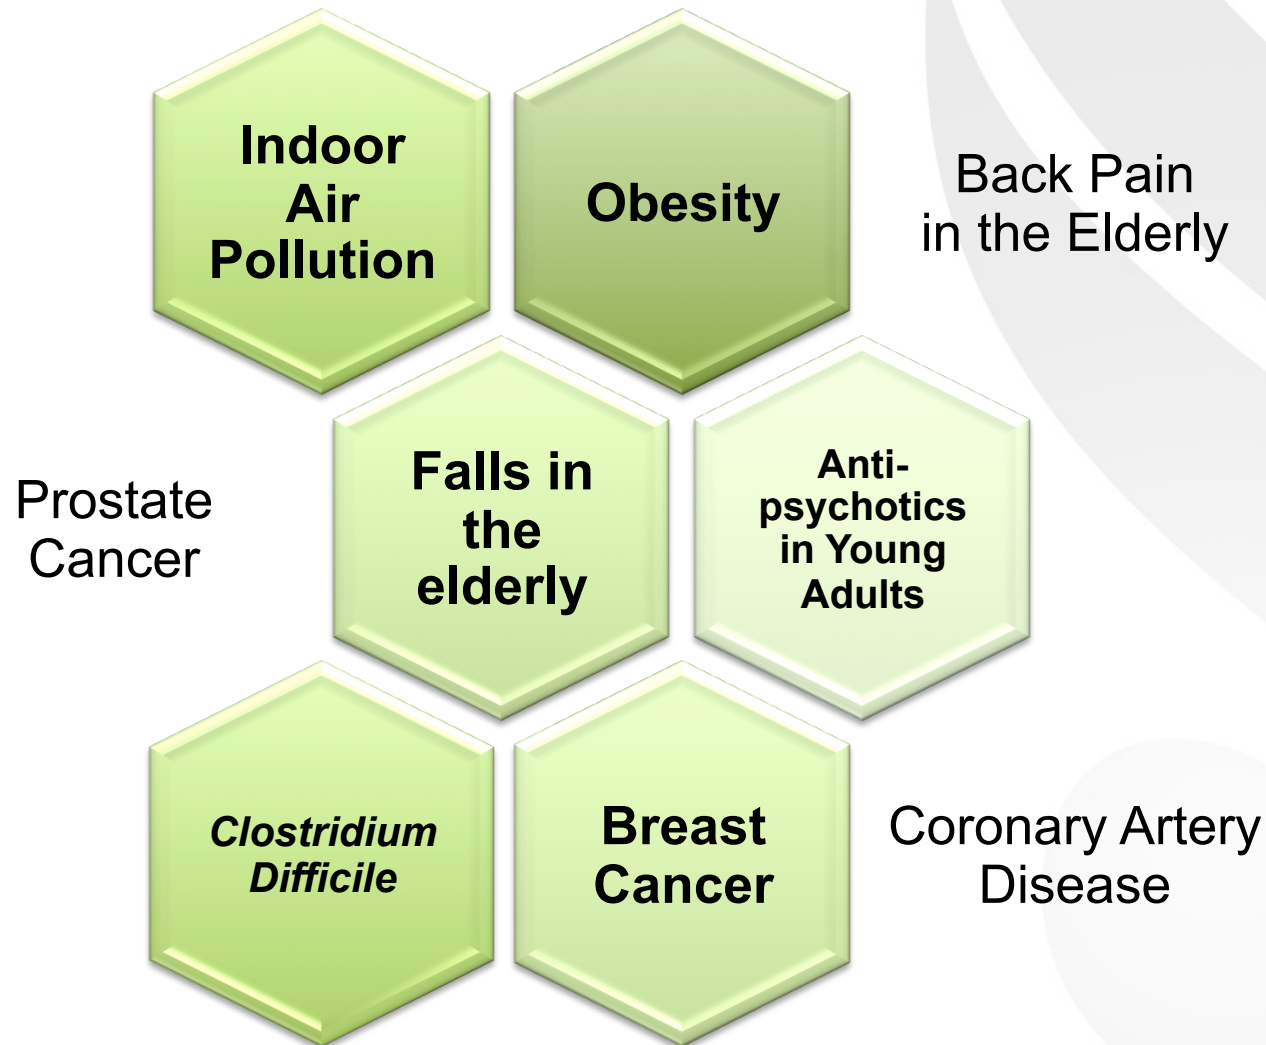 Indoor
Air
Pollution
Obesity
Back Pain
in the Elderly
Prostate
Cancer
Falls in
the
elderly
Anti-
psychotics
in Young
Adults
Clostridium
Difficile
Breast
Cancer
Coronary Artery
Disease